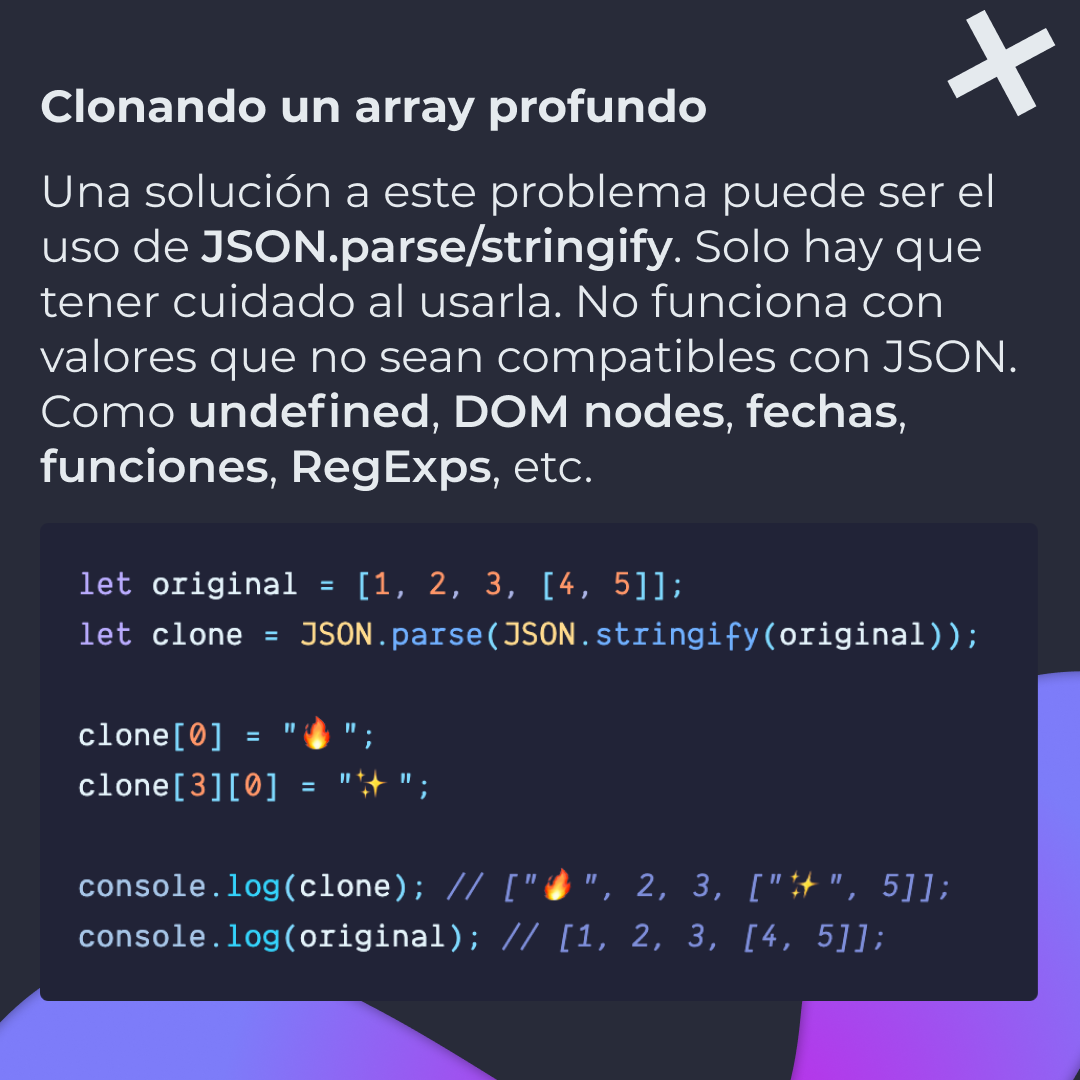 Clonando un array profundo
Una solución a este problema puede ser el
uso de JSON.parse/stringify. Solo hay que
tener cuidado al usarla. No funciona con
valores que no sean compatibles con JSON.
Como undefined, DOM nodes, fechas,
funciones, RegExps, etc.
let original = [1, 2, 3, [4, 5]];
let clone = JSON.parse(JSON.stringify(original));
clone[0] = "🔥";
clone[3][0] = "✨";
console.log(clone); // ["🔥", 2, 3, ["✨", 5]];
console.log(original); // [1, 2, 3, [4, 5]];